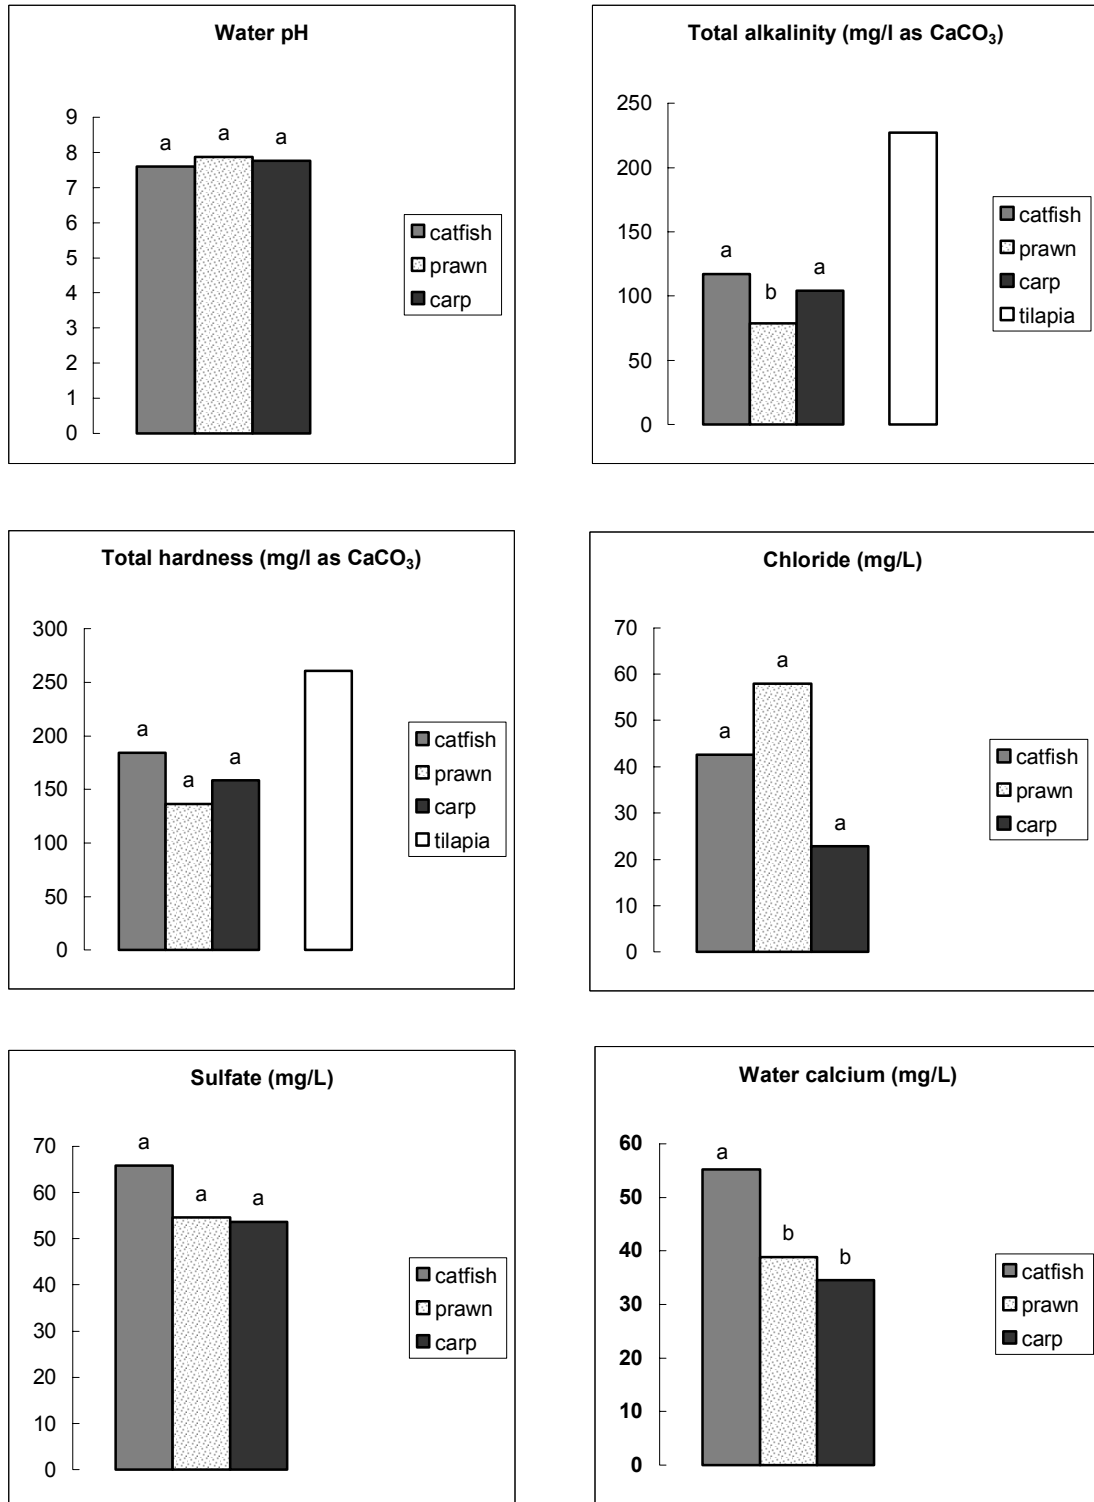 Water pH
9
8
7
6
5
4
3
2
1
0
a
a
a
catfish
prawn
carp
Total alkalinity (mg/l as CaCO₃)
250
200
150
100
50
0
a
b
a
catfish
prawn
carp
tilapia
Total hardness (mg/l as CaCO₃)
300
250
200
150
100
50
0
a
a
a
catfish
prawn
carp
tilapia
Chloride (mg/L)
70
60
50
40
30
20
10
0
a
a
a
catfish
prawn
carp
Sulfate (mg/L)
70
60
50
40
30
20
10
0
a
a
a
catfish
prawn
carp
Water calcium (mg/L)
60
50
40
30
20
10
0
a
b
b
catfish
prawn
carp